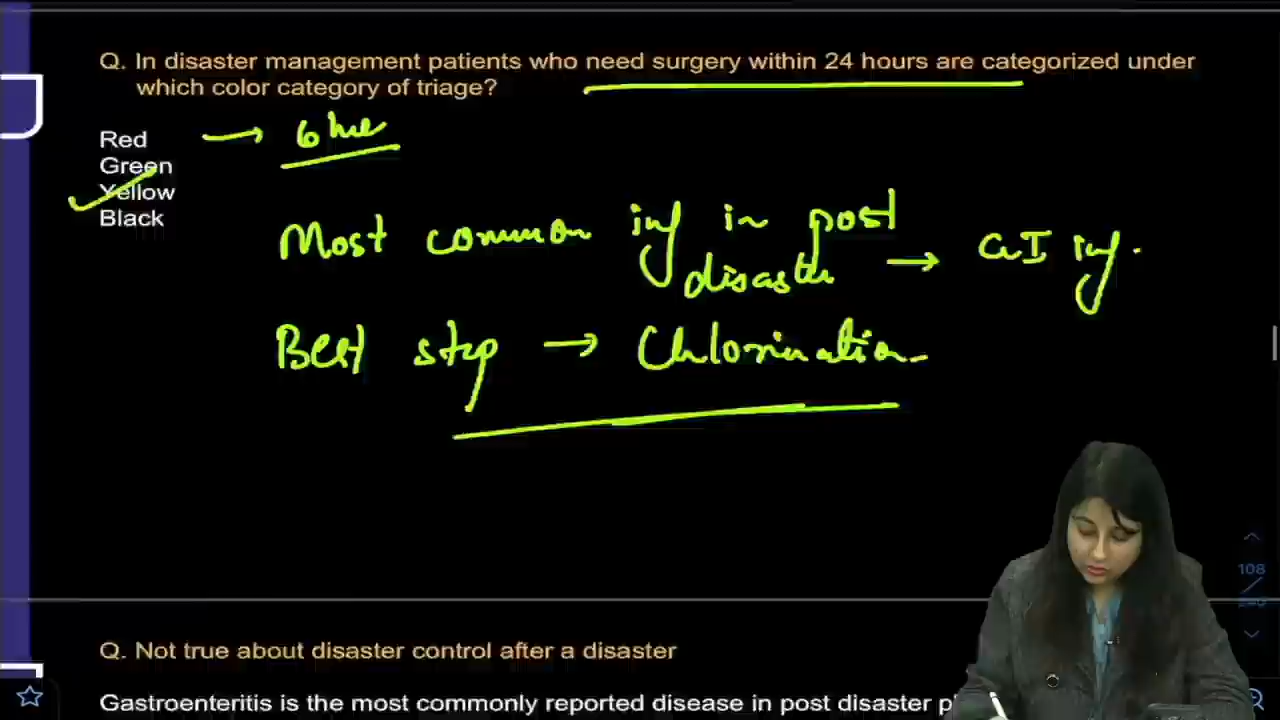 Q. In disaster management patients who need surgery within 24 hours are categorized under
which color category of triage?
Red → 6 hrs
Green
Yellow
Black
Most common inf in post
disaster → GI inf.
Best step → Chlorination
108
Q. Not true about disaster control after a disaster
Gastroenteritis is the most commonly reported disease in post disaster p